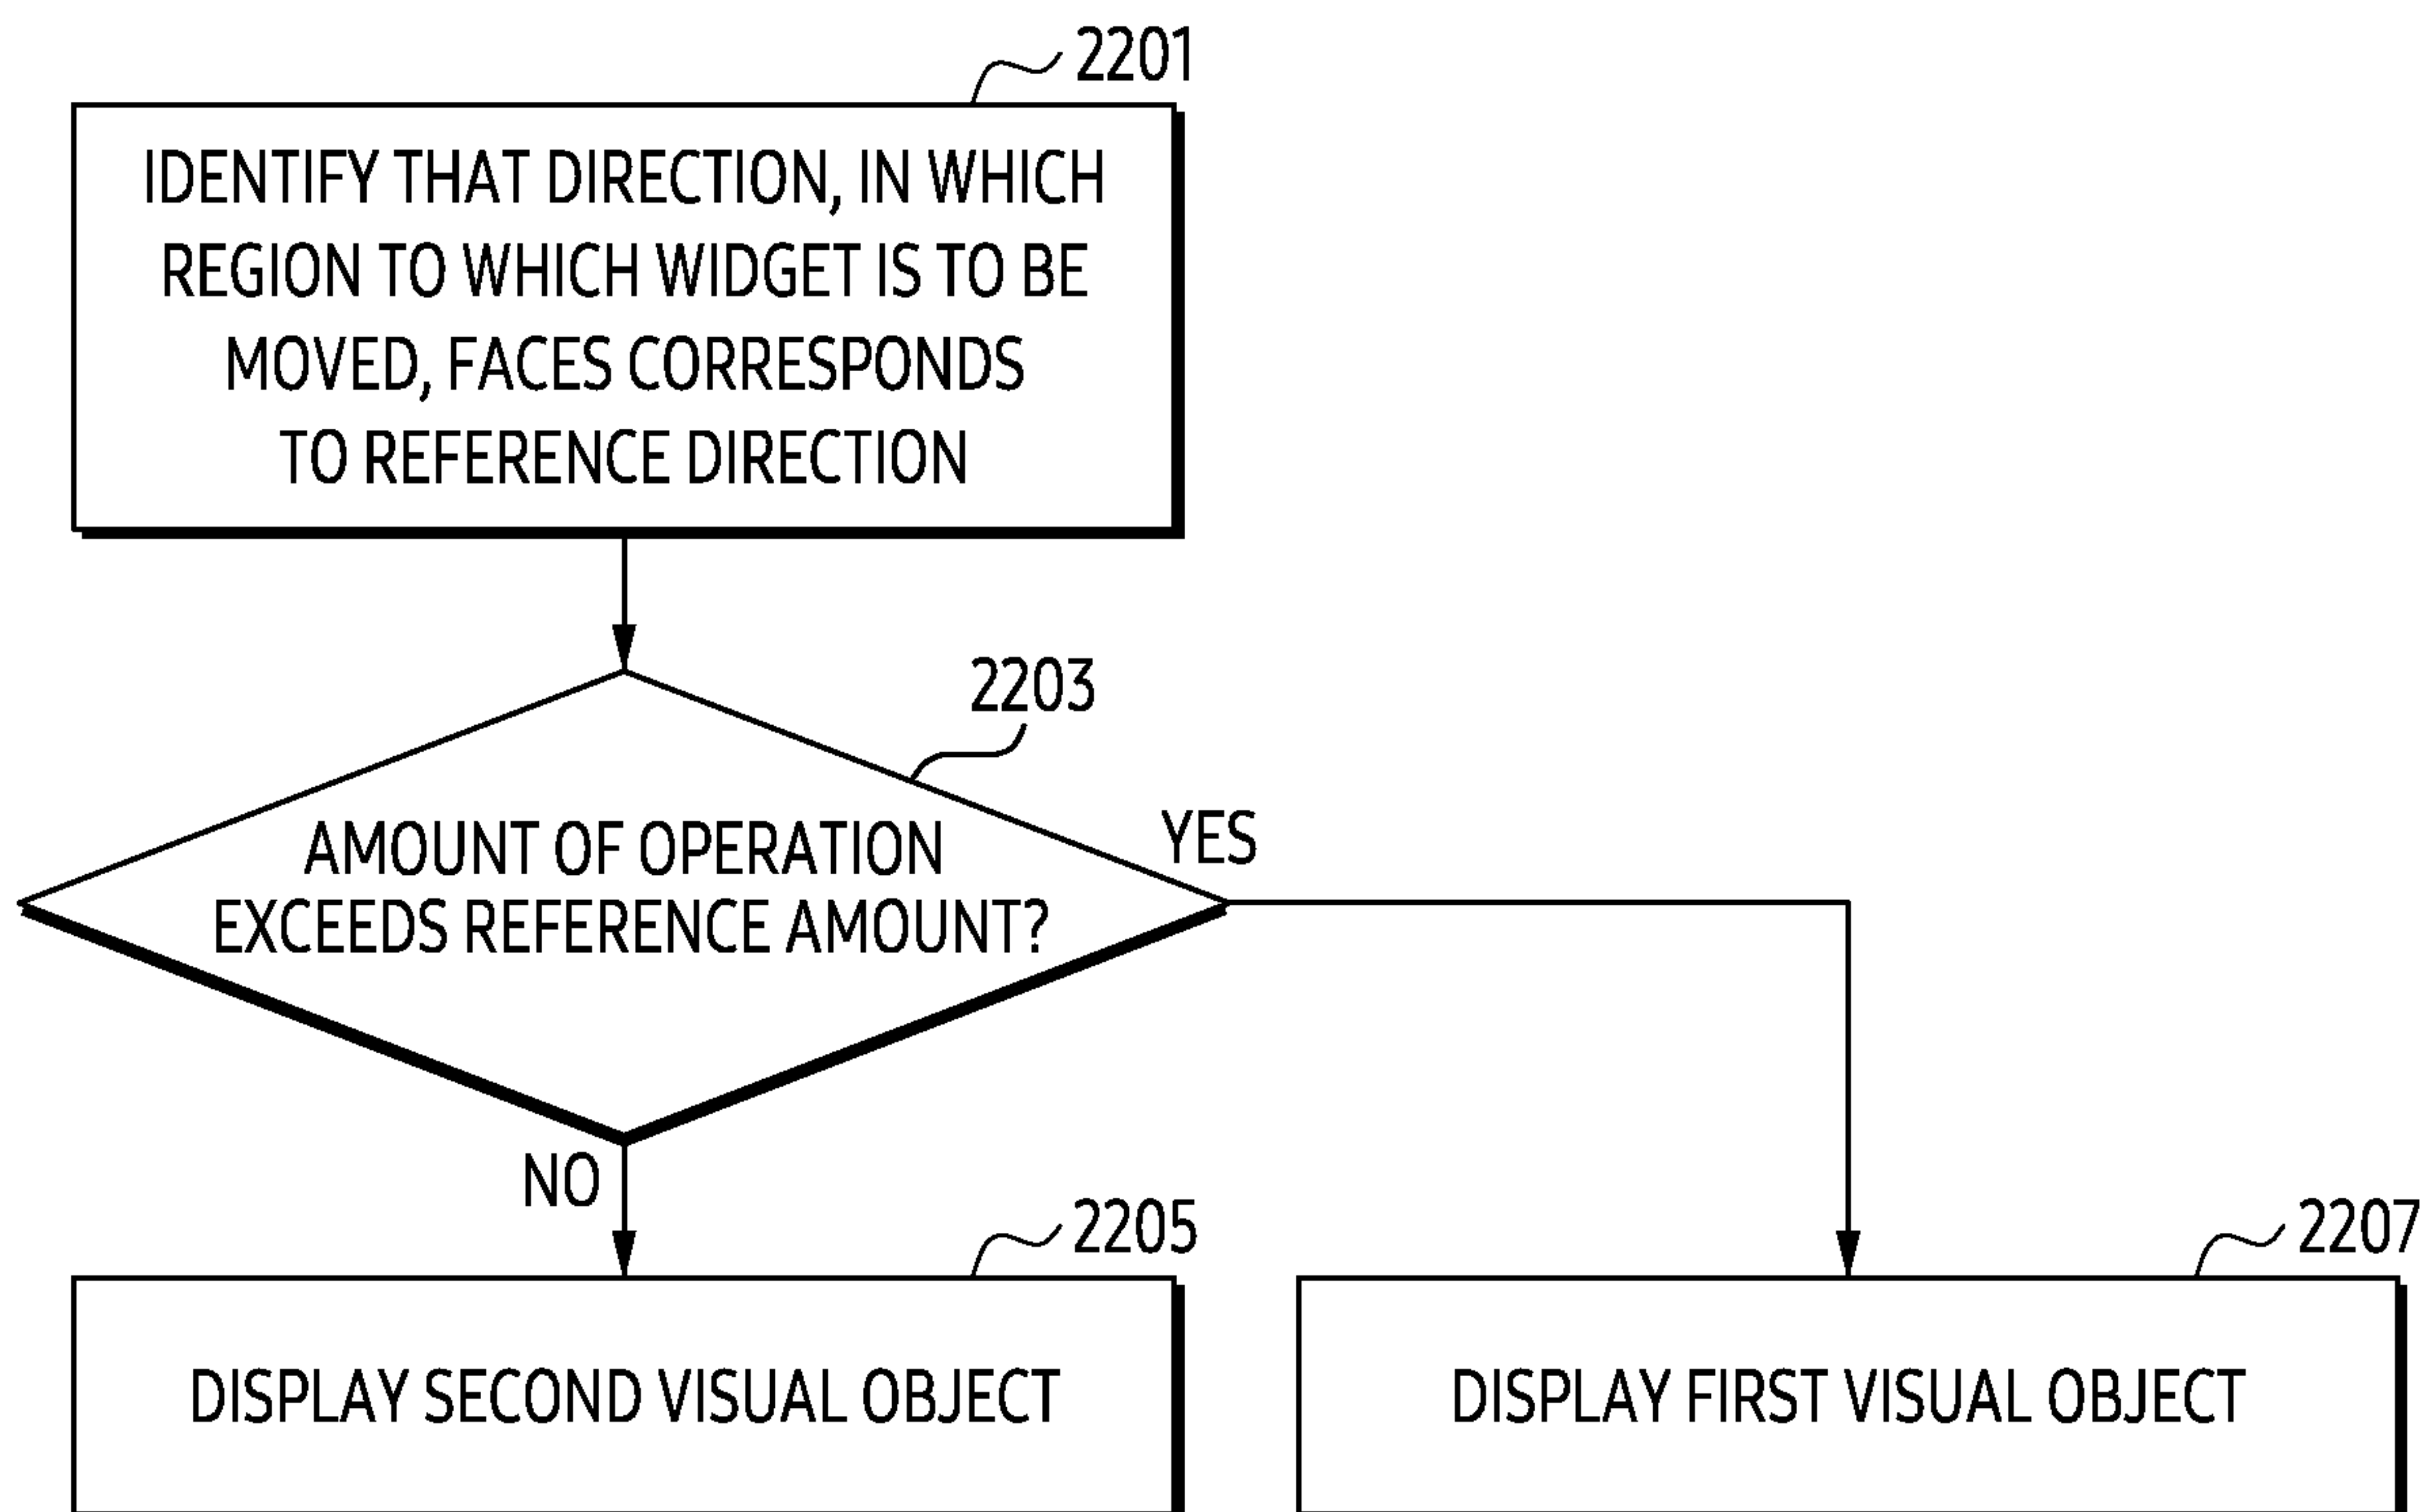 2201
IDENTIFY THAT DIRECTION, IN WHICH
REGION TO WHICH WIDGET IS TO BE
MOVED, FACES CORRESPONDS
TO REFERENCE DIRECTION
2203
YES
AMOUNT OF OPERATION
EXCEEDS REFERENCE AMOUNT?
NO
2205
2207
DISPLAY SECOND VISUAL OBJECT
DISPLAY FIRST VISUAL OBJECT